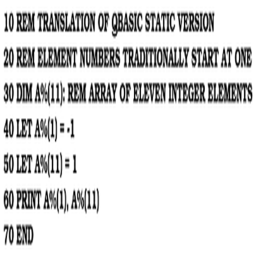 10 REM TRANSLATION OF QBASIC STATIC VERSION
20 REM ELEMENT NUMBERS TRADITIONALLY START AT ONE
30 DIM A%(11): REM ARRAY OF ELEVEN INTEGER ELEMENTS
40 LET A%(1) = -1
50 LET A%(11) = 1
60 PRINT A%(1), A%(11)
70 END